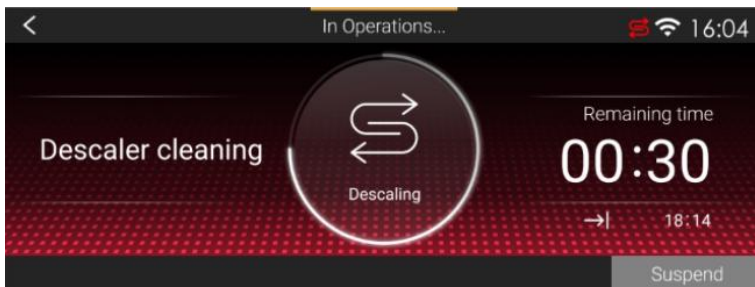 In Operations...
16:04
Descaler cleaning
Descaling
Remaining time
00:30
18:14
Suspend